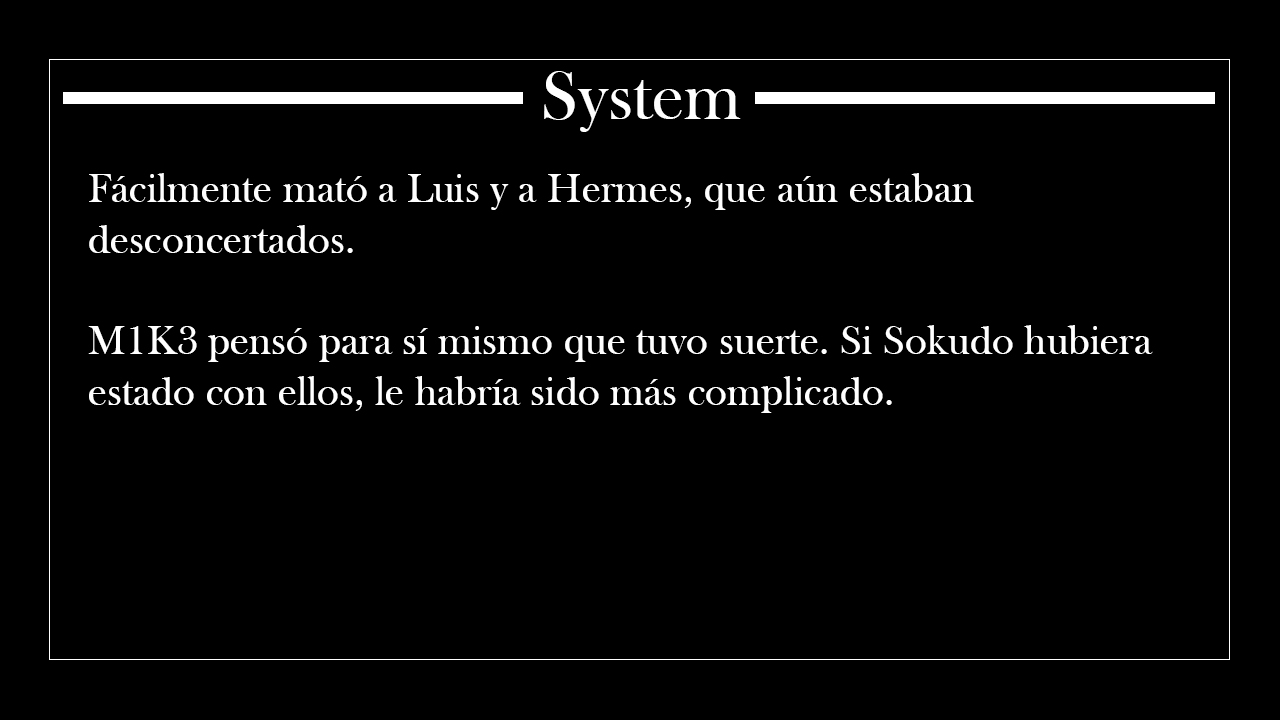 System
Fácilmente mató a Luis y a Hermes, que aún estaban
desconcertados.
M1K3 pensó para sí mismo que tuvo suerte. Si Sokudo hubiera
estado con ellos, le habría sido más complicado.